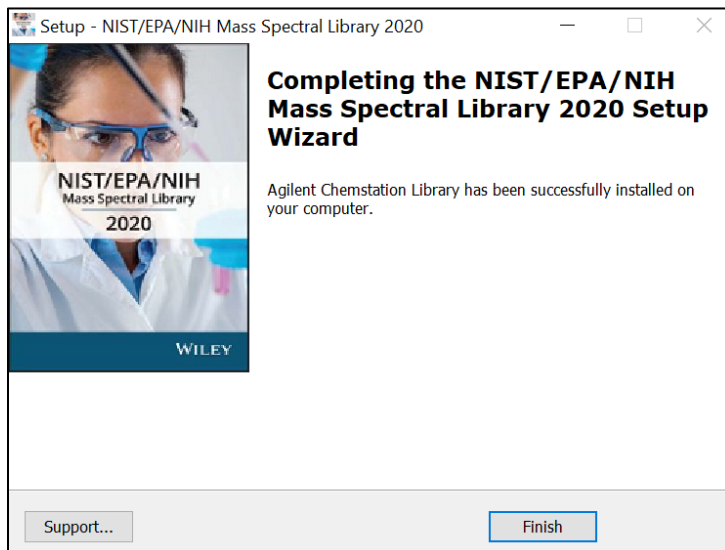 Setup - NIST/EPA/NIH Mass Spectral Library 2020
Completing the NIST/EPA/NIH
Mass Spectral Library 2020 Setup
Wizard
Agilent Chemstation Library has been successfully installed on
your computer.
NIST/EPA/NIH
Mass Spectral Library
2020
WILEY
Support...
Finish